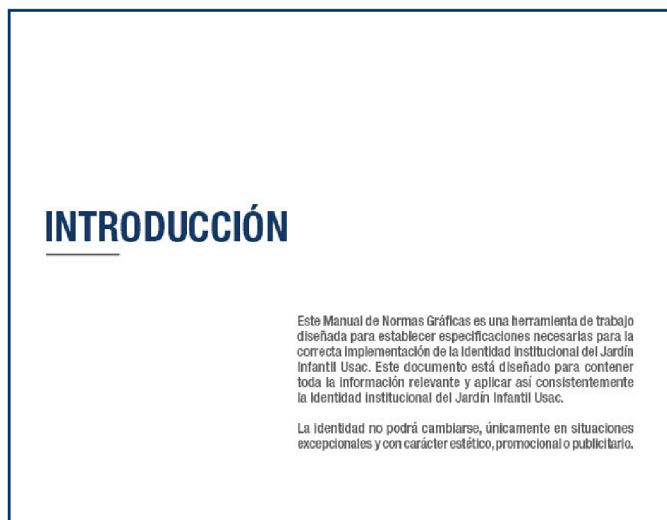 INTRODUCCIÓN
Este Manual de Normas Gráficas es una herramienta de trabajo
diseñada para establecer especificaciones necesarias para la
correcta implementación de la identidad institucional del Jardín
Infantil Usac. Este documento está diseñado para contener
toda la información relevante y aplicar así consistentemente
la identidad institucional del Jardín Infantil Usac.
La identidad no podrá cambiarse, únicamente en situaciones
excepcionales y con carácter estético, promocional o publicitario.